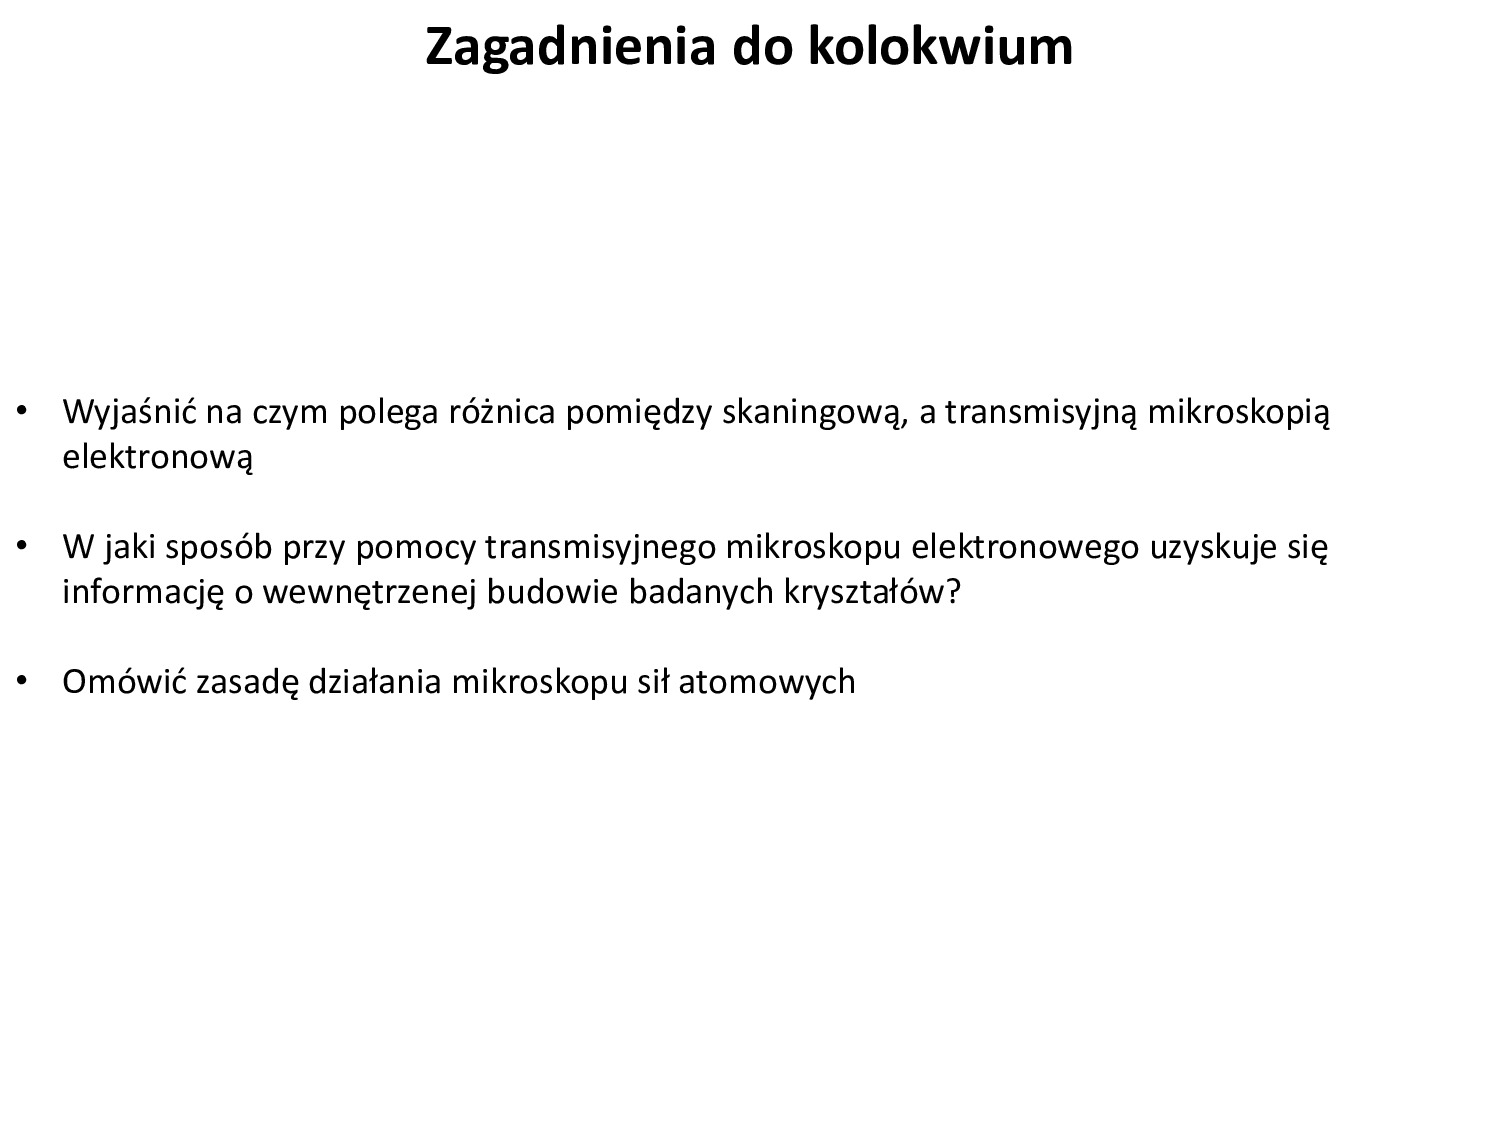 Zagadnienia do kolokwium
• Wyjaśnić na czym polega różnica pomiędzy skaningową, a transmisyjną mikroskopią
elektronową
• W jaki sposób przy pomocy transmisyjnego mikroskopu elektronowego uzyskuje się
informację o wewnętrzenej budowie badanych kryształów?
• Omówić zasadę działania mikroskopu sił atomowych